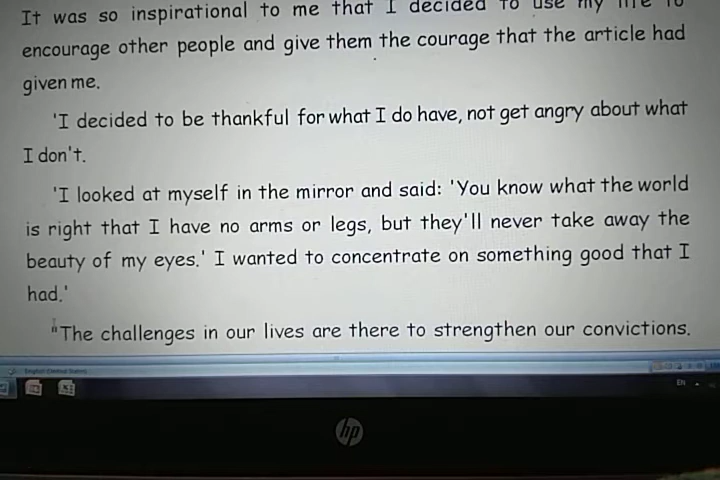 It was so inspirational to me that I decided to use my life to
encourage other people and give them the courage that the article had
given me.
'I decided to be thankful for what I do have, not get angry about what
I don't.
'I looked at myself in the mirror and said: 'You know what the world
is right that I have no arms or legs, but they'll never take away the
beauty of my eyes.' I wanted to concentrate on something good that I
had.'
"The challenges in our lives are there to strengthen our convictions.
English (United States)
EN
hp